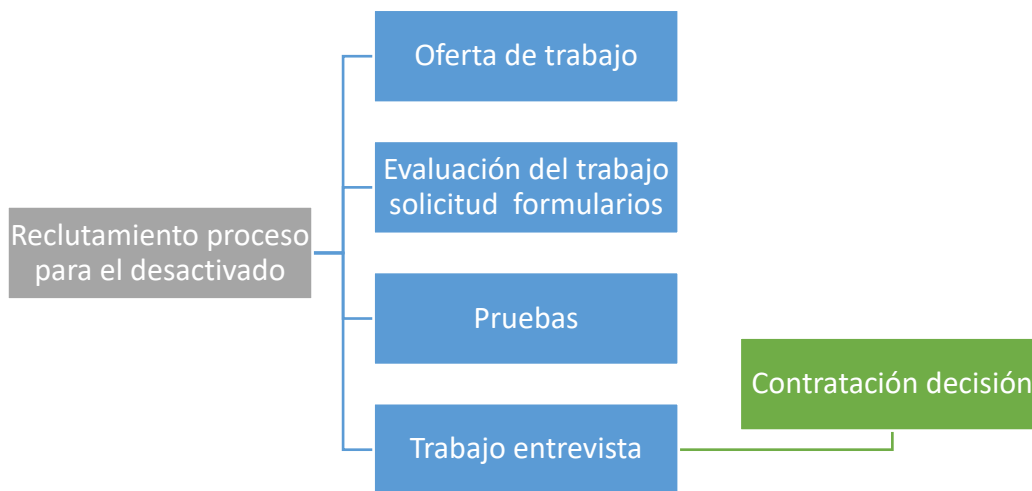 Oferta de trabajo
Evaluación del trabajo
solicitud formularios
Reclutamiento proceso
para el desactivado
Pruebas
Contratación decisión
Trabajo entrevista